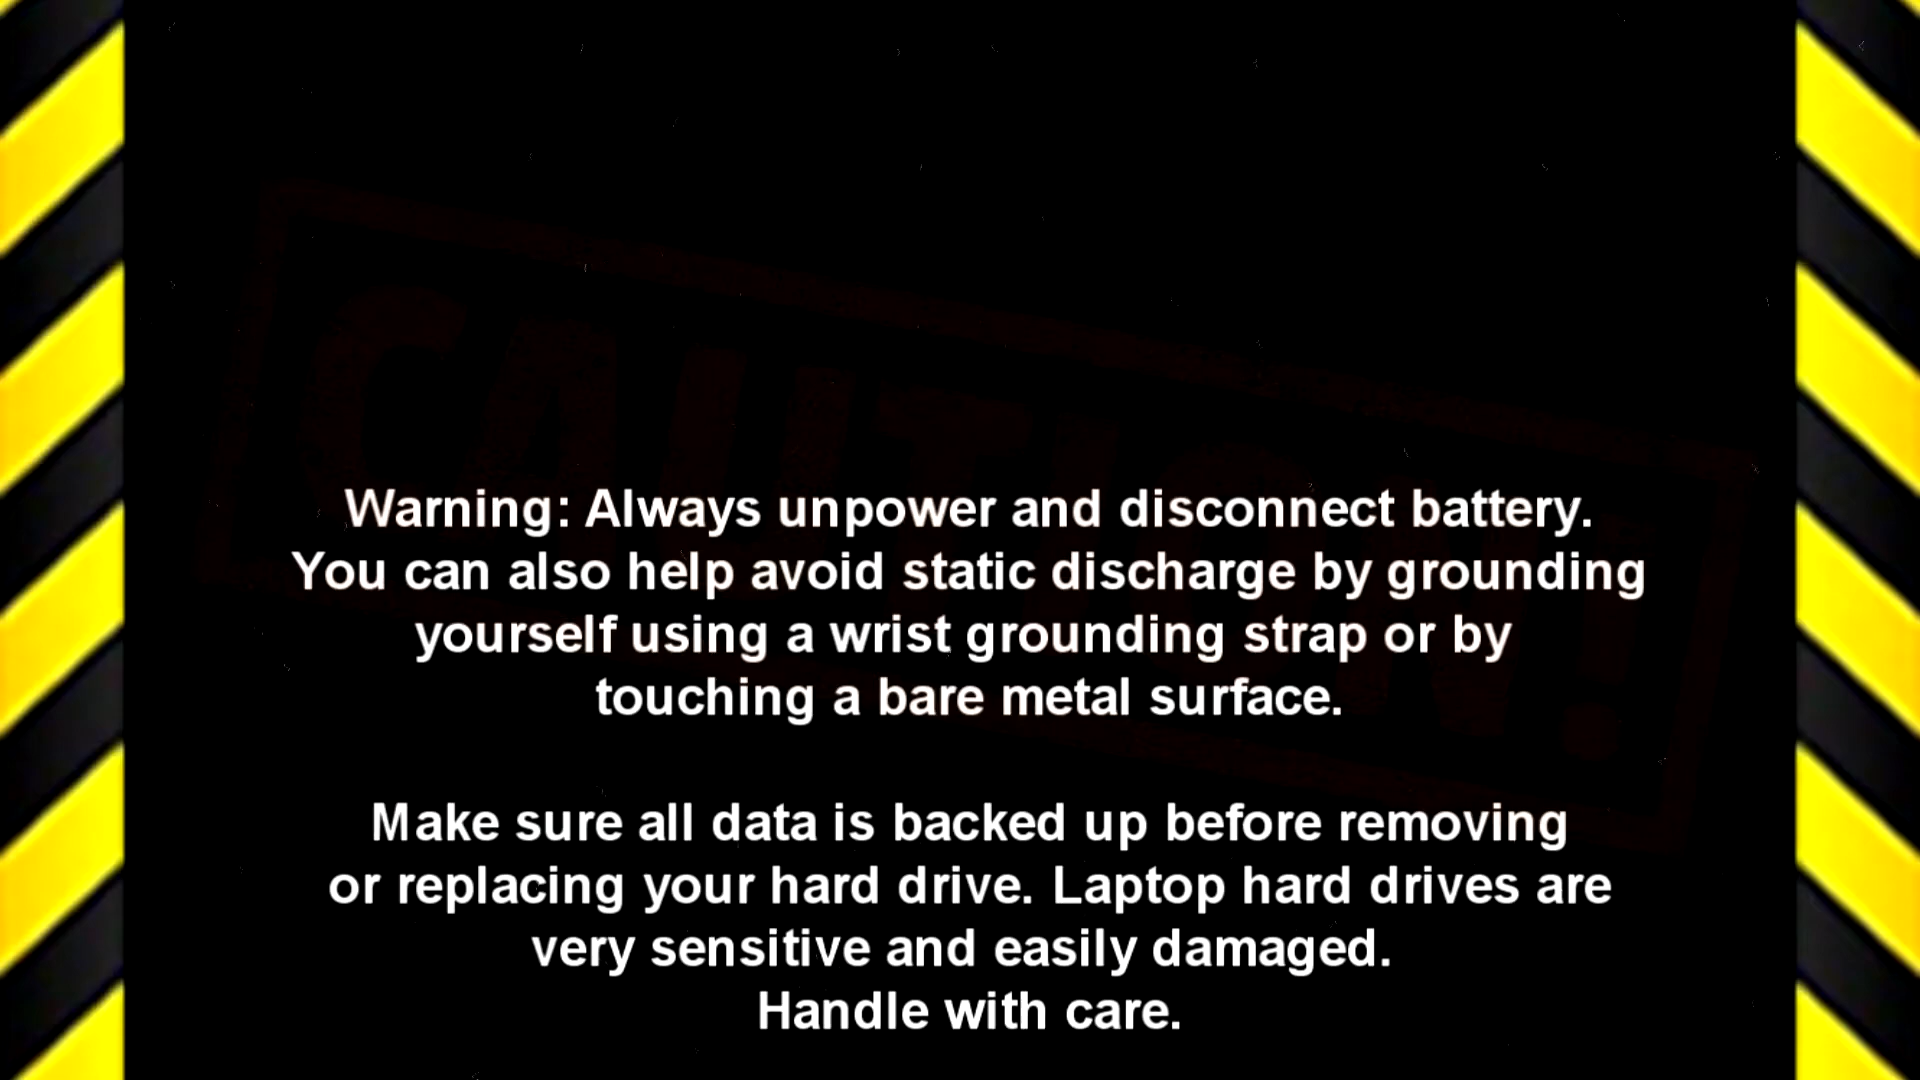 CAUTION!
Warning: Always unpower and disconnect battery.
You can also help avoid static discharge by grounding
yourself using a wrist grounding strap or by
touching a bare metal surface.
Make sure all data is backed up before removing
or replacing your hard drive. Laptop hard drives are
very sensitive and easily damaged.
Handle with care.